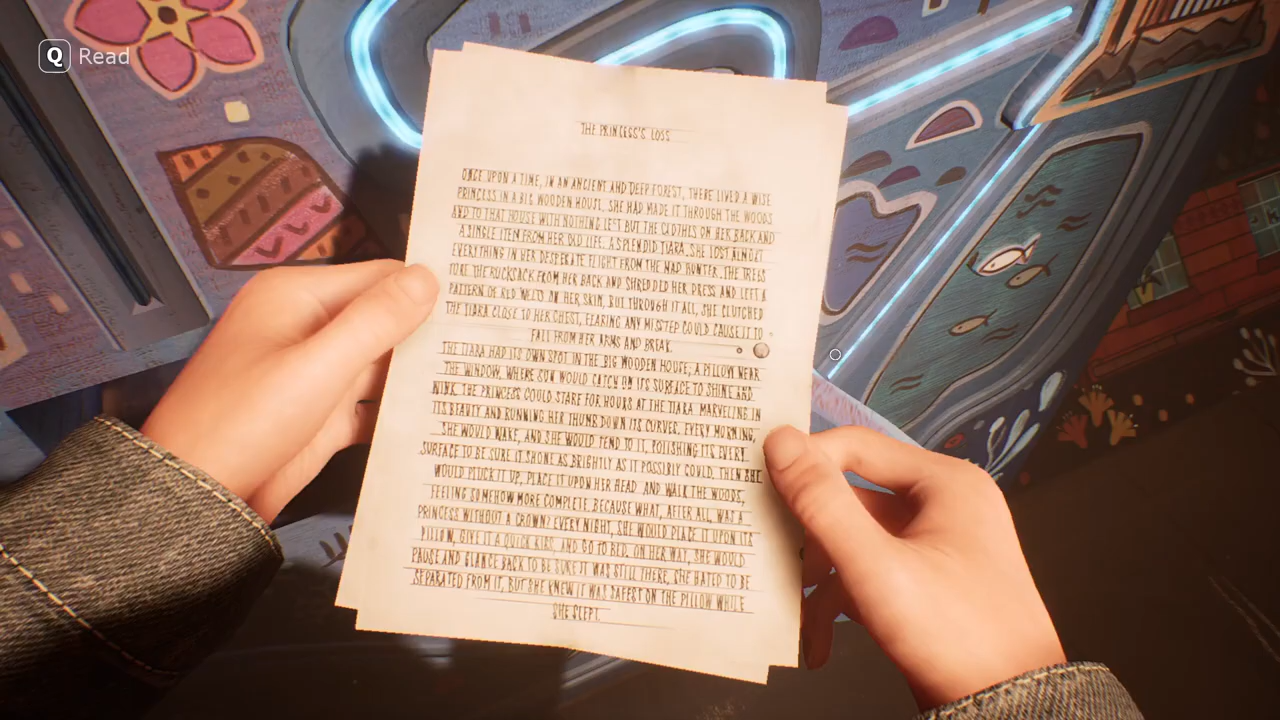 Q Read
THE PRINCESS'S LOSS
ONCE UPON A TIME, IN AN ANCIENT AND DEEP FOREST, THERE LIVED A WISE
PRINCESS IN A BIG WOODEN HOUSE. SHE HAD MADE IT THROUGH THE WOODS
AND TO THAT HOUSE WITH NOTHING LEFT BUT THE CLOTHES ON HER BACK AND
A SINGLE ITEM FROM HER OLD LIFE. A SPLENDID TIARA. SHE LOST ALMOST
EVERYTHING IN HER DESPERATE FLIGHT FROM THE MAD HUNTER. THE TREES
TORE THE RUCKSACK FROM HER BACK AND SHREDDED HER DRESS AND LEFT A
PATTERN OF RED WELTS ON HER SKIN, BUT THROUGH IT ALL, SHE CLUTCHED
THE TIARA CLOSE TO HER CHEST, FEARING ANY MISSTEP COULD CAUSE IT TO
FALL FROM HER ARMS AND BREAK.
THE TIARA HAD ITS OWN SPOT IN THE BIG WOODEN HOUSE, A PILLOW NEAR
THE WINDOW, WHERE SUN WOULD CATCH ON ITS SURFACE TO SHINE AND
WINK. THE PRINCESS COULD STARE FOR HOURS AT THE TIARA, MARVELING IN
ITS BEAUTY AND RUNNING HER THUMB DOWN ITS CURVES. EVERY MORNING,
SHE WOULD WAKE, AND SHE WOULD TEND TO IT, POLISHING ITS EVERY
SURFACE TO BE SURE IT SHONE AS BRIGHTLY AS IT POSSIBLY COULD. THEN SHE
WOULD PLUCK IT UP, PLACE IT UPON HER HEAD, AND WALK THE WOODS,
FEELING SOMEHOW MORE COMPLETE. BECAUSE WHAT, AFTER ALL, WAS A
PRINCESS WITHOUT A CROWN? EVERY NIGHT, SHE WOULD PLACE IT UPON ITS
PILLOW, GIVE IT A QUICK KISS, AND GO TO BED. ON HER WAY, SHE WOULD
PAUSE AND GLANCE BACK TO BE SURE IT WAS STILL THERE. SHE HATED TO BE
SEPARATED FROM IT, BUT SHE KNEW IT WAS SAFEST ON THE PILLOW WHILE
SHE SLEPT.